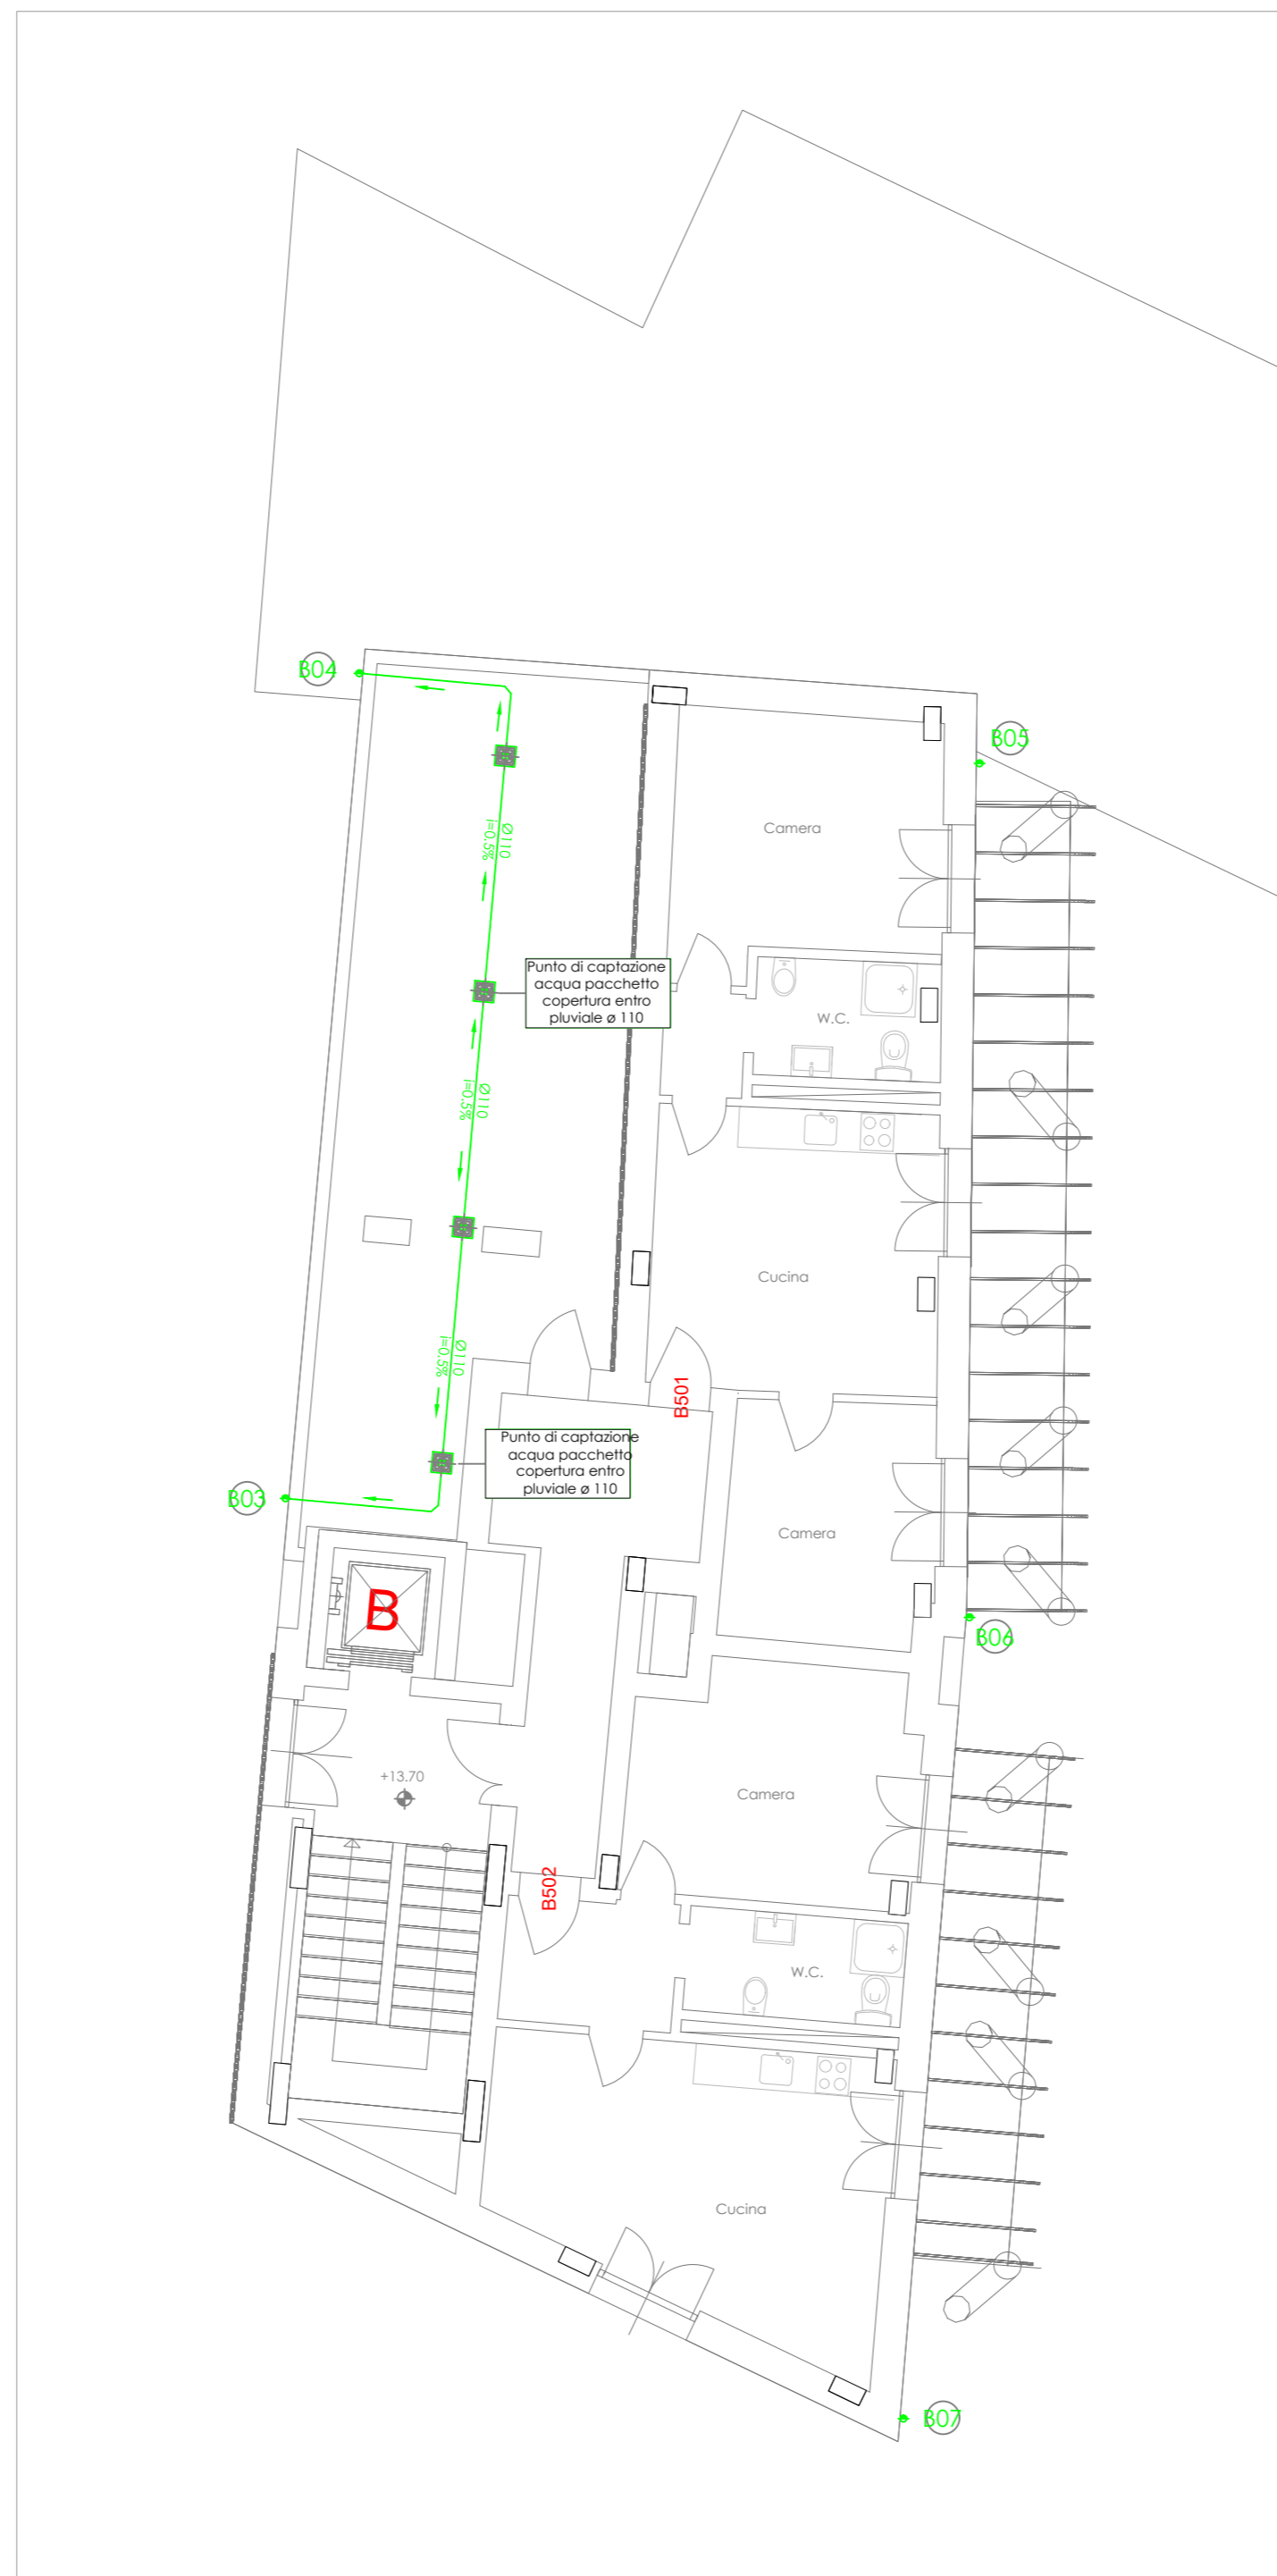 B04
B05
Ø110
i=0.5%
Camera
Punto di captazione
acqua pacchetto
copertura entro
pluviale ø 110
W.C.
Ø110
i=0.5%
Cucina
Ø110
i=0.5%
B501
Punto di captazione
acqua pacchetto
copertura entro
pluviale ø 110
B03
Camera
B
B06
+13.70
Camera
B502
W.C.
Cucina
B07